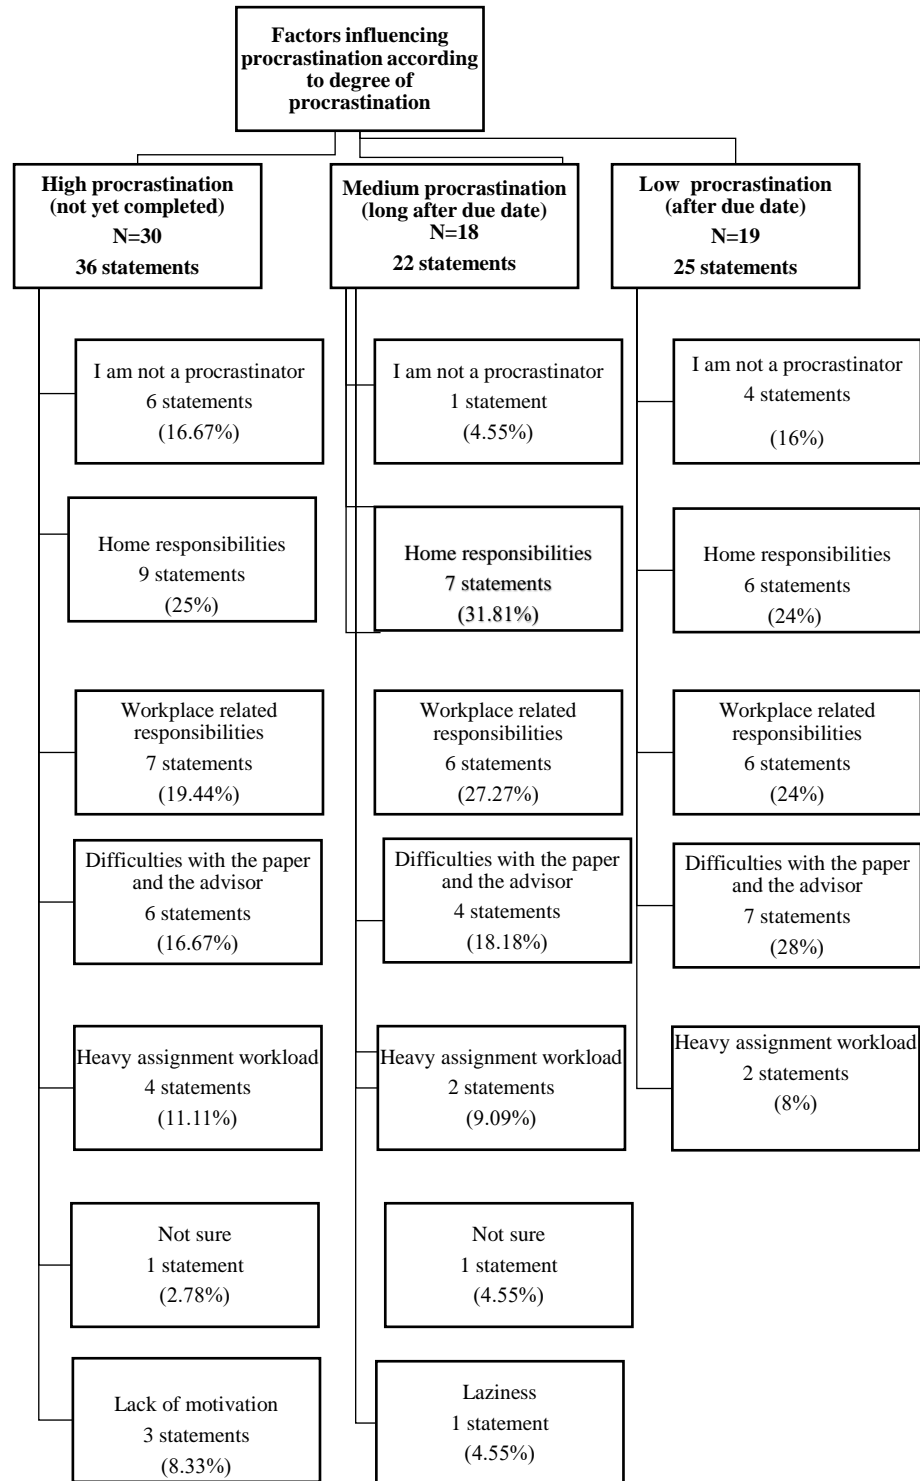 Factors influencing
procrastination according
to degree of
procrastination
High procrastination
(not yet completed)
N=30
36 statements
Medium procrastination
(long after due date)
N=18
22 statements
Low procrastination
(after due date)
N=19
25 statements
I am not a procrastinator
6 statements
(16.67%)
I am not a procrastinator
1 statement
(4.55%)
I am not a procrastinator
4 statements
(16%)
Home responsibilities
9 statements
(25%)
Home responsibilities
7 statements
(31.81%)
Home responsibilities
6 statements
(24%)
Workplace related
responsibilities
7 statements
(19.44%)
Workplace related
responsibilities
6 statements
(27.27%)
Workplace related
responsibilities
6 statements
(24%)
Difficulties with the paper
and the advisor
6 statements
(16.67%)
Difficulties with the paper
and the advisor
4 statements
(18.18%)
Difficulties with the paper
and the advisor
7 statements
(28%)
Heavy assignment workload
4 statements
(11.11%)
Heavy assignment workload
2 statements
(9.09%)
Heavy assignment workload
2 statements
(8%)
Not sure
1 statement
(2.78%)
Not sure
1 statement
(4.55%)
Lack of motivation
3 statements
(8.33%)
Laziness
1 statement
(4.55%)